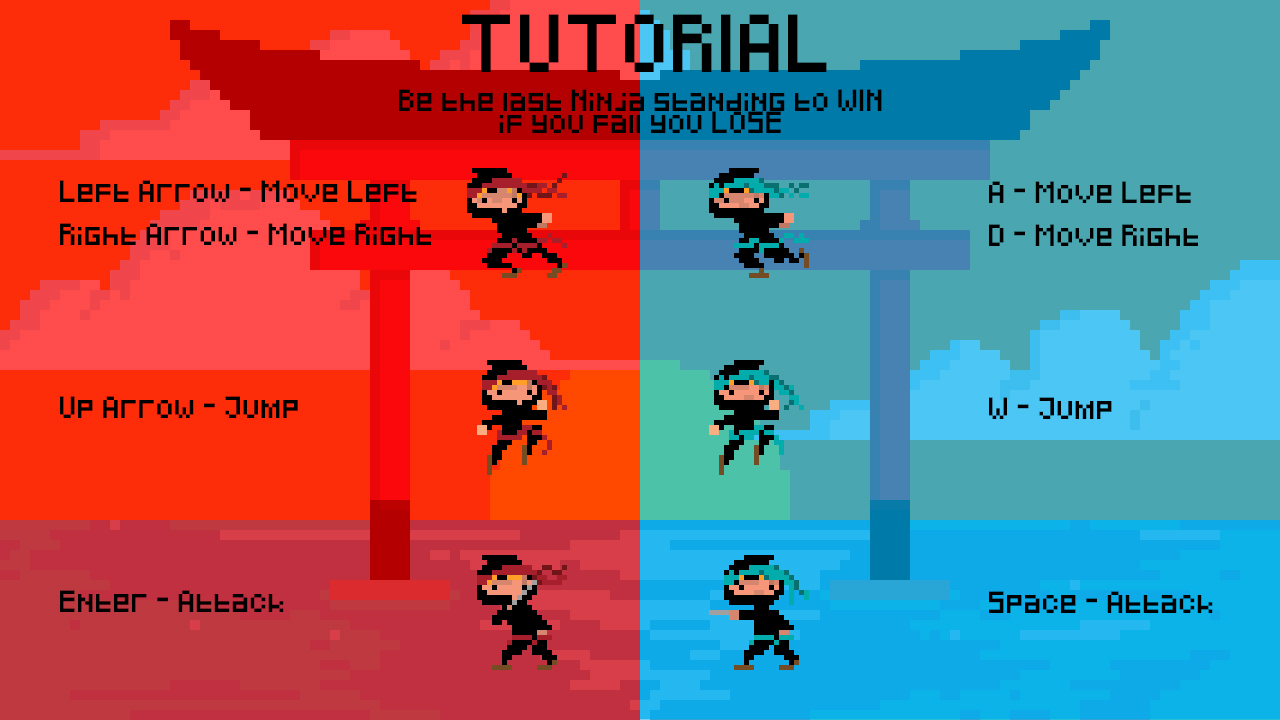 TUTORIAL
Be the last Ninja standing to WIN
if you fall you LOSE
Left Arrow - Move Left
Right Arrow - Move Right
A - Move Left
D - Move Right
Up Arrow - Jump
W - Jump
Enter - Attack
Space - Attack